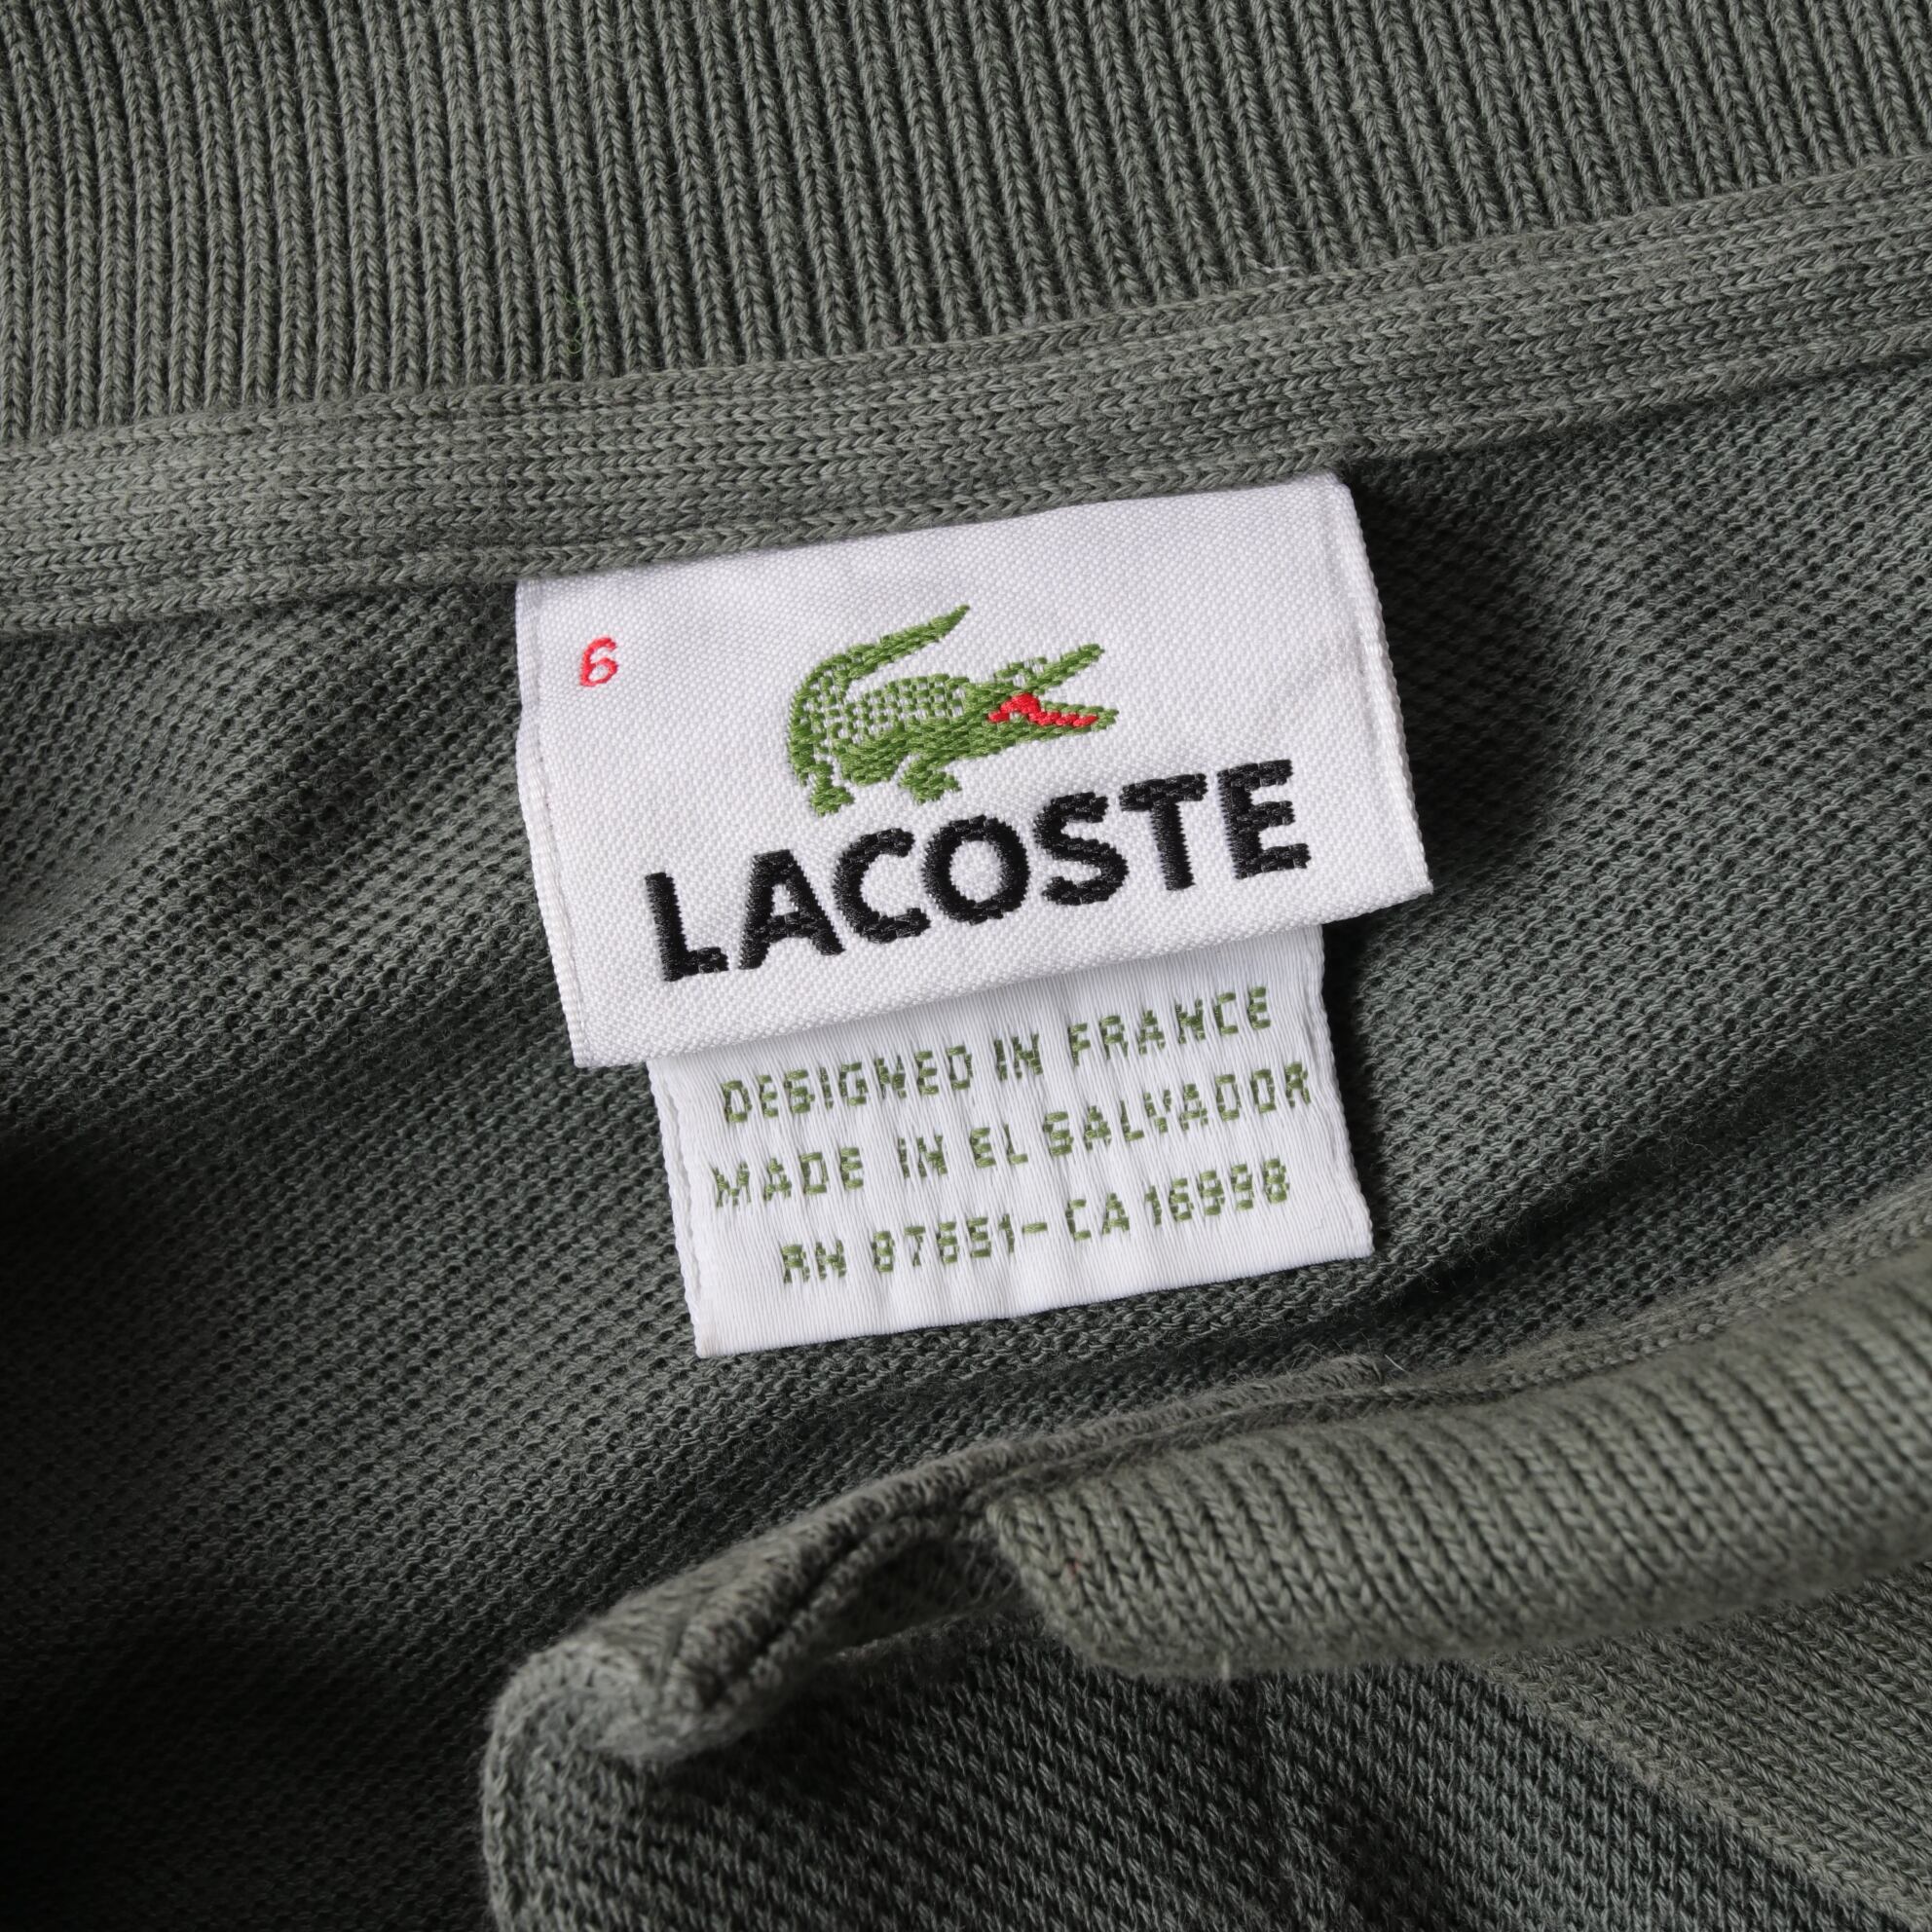 6
LACOSTE
DESIGNED IN FRANCE
MADE IN EL SALVADOR
RN 87651-CA 16998